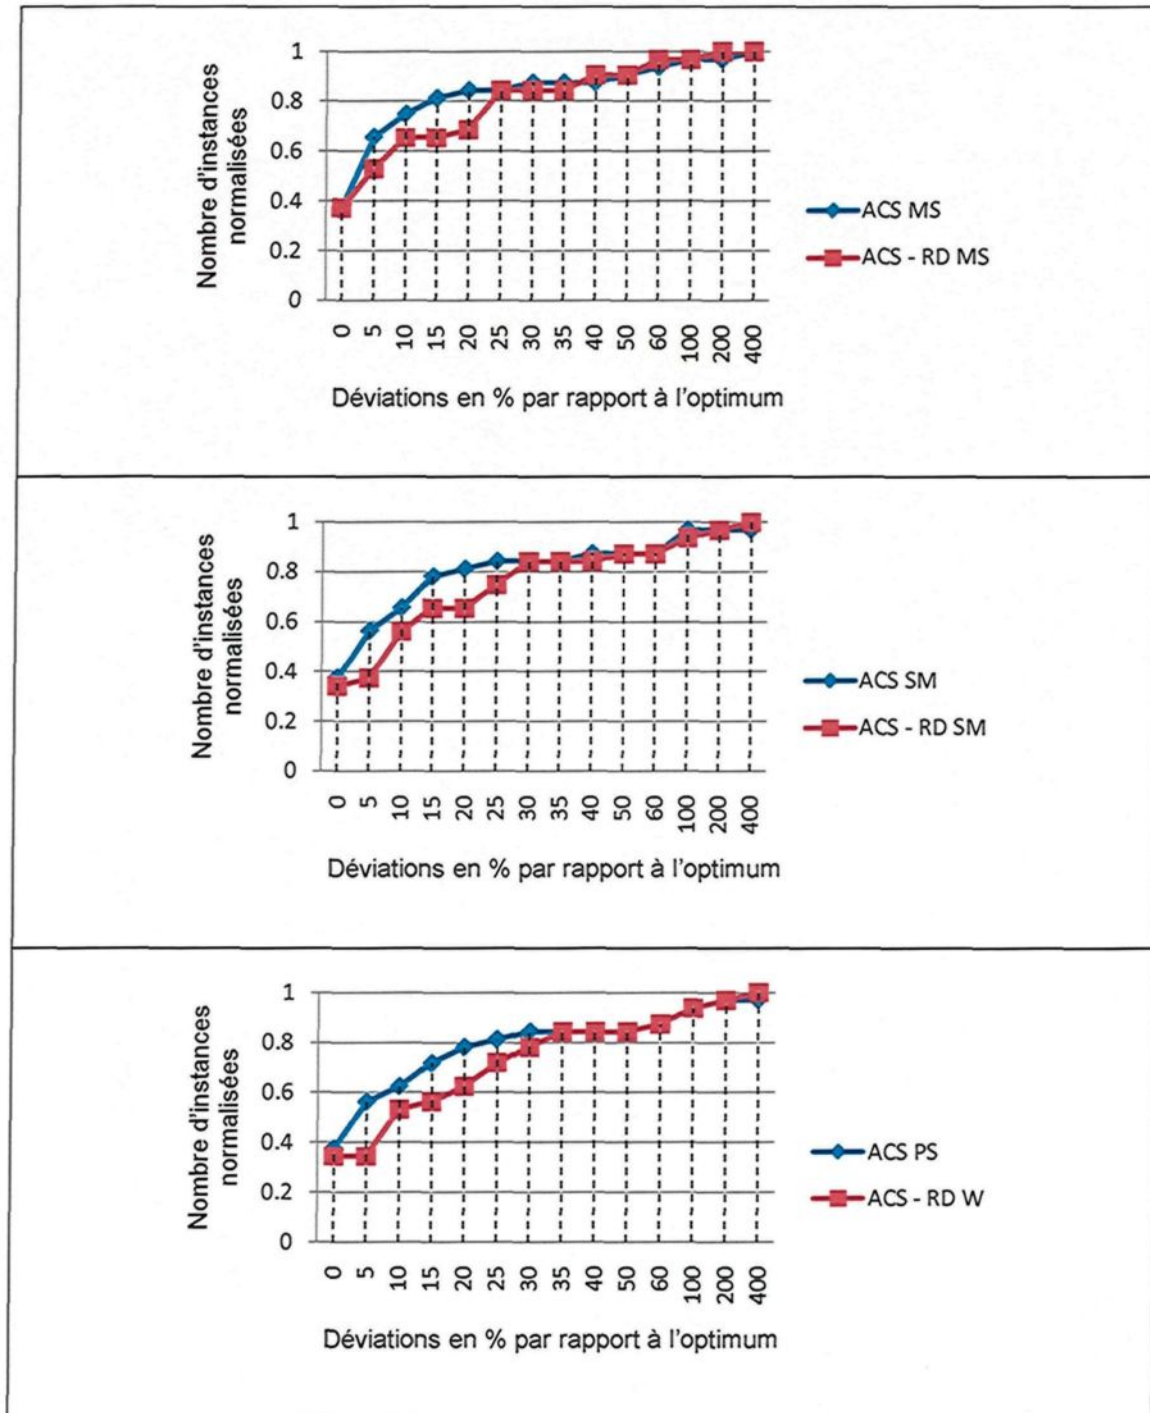 Nombre d'instances
normalisées
1
0.8
0.6
0.4
0.2
0
0 5 10 15 20 25 30 35 40 50 60 100 200 400
Déviations en % par rapport à l'optimum
ACS MS
ACS - RD MS
Nombre d'instances
normalisées
1
0.8
0.6
0.4
0.2
0
0 5 10 15 20 25 30 35 40 50 60 100 200 400
Déviations en % par rapport à l'optimum
ACS SM
ACS - RD SM
Nombre d'instances
normalisées
1
0.8
0.6
0.4
0.2
0
0 5 10 15 20 25 30 35 40 50 60 100 200 400
Déviations en % par rapport à l'optimum
ACS PS
ACS - RD W